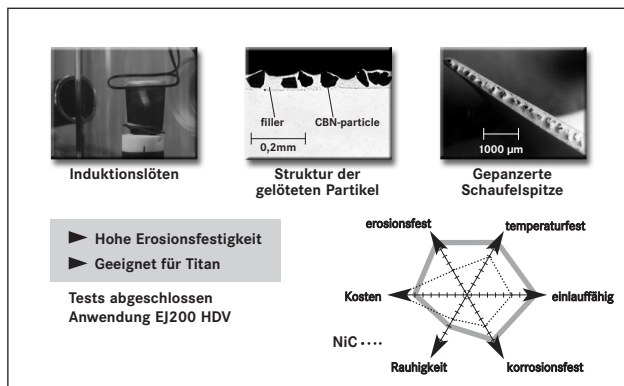 filler
CBN-particle
0,2mm
1000 µm
Induktionslöten
Struktur der
gelöteten Partikel
Gepanzerte
Schaufelspitze
Hohe Erosionsfestigkeit
Geeignet für Titan
Tests abgeschlossen
Anwendung EJ200 HDV
erosionsfest
temperaturfest
Kosten
einlauffähig
NiC
Rauhigkeit
korrosionsfest